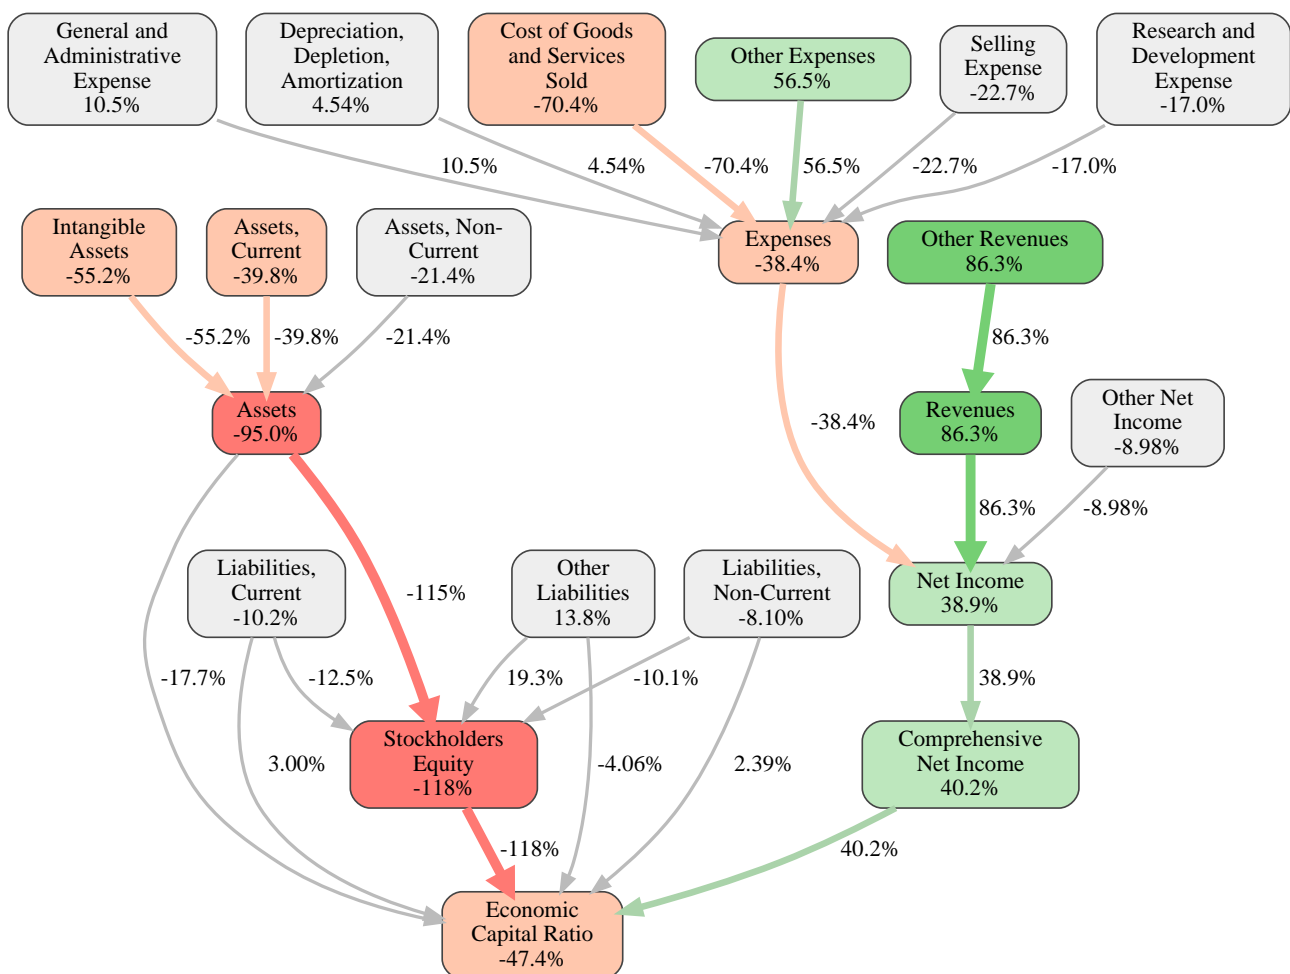 General and
Administrative
Expense
10.5%
Depreciation,
Depletion,
Amortization
4.54%
Cost of Goods
and Services
Sold
-70.4%
Other Expenses
56.5%
Selling
Expense
-22.7%
Research and
Development
Expense
-17.0%
10.5%
4.54%
-70.4%
56.5%
-22.7%
-17.0%
Intangible
Assets
-55.2%
Assets,
Current
-39.8%
Assets, Non-
Current
-21.4%
Expenses
-38.4%
Other Revenues
86.3%
-55.2%
-39.8%
-21.4%
86.3%
Assets
-95.0%
-38.4%
Revenues
86.3%
Other Net
Income
-8.98%
86.3%
-8.98%
Liabilities,
Current
-10.2%
-115%
Other
Liabilities
13.8%
Liabilities,
Non-Current
-8.10%
Net Income
38.9%
-17.7%
-12.5%
19.3%
-10.1%
38.9%
3.00%
Stockholders
Equity
-118%
-4.06%
2.39%
Comprehensive
Net Income
40.2%
-118%
40.2%
Economic
Capital Ratio
-47.4%